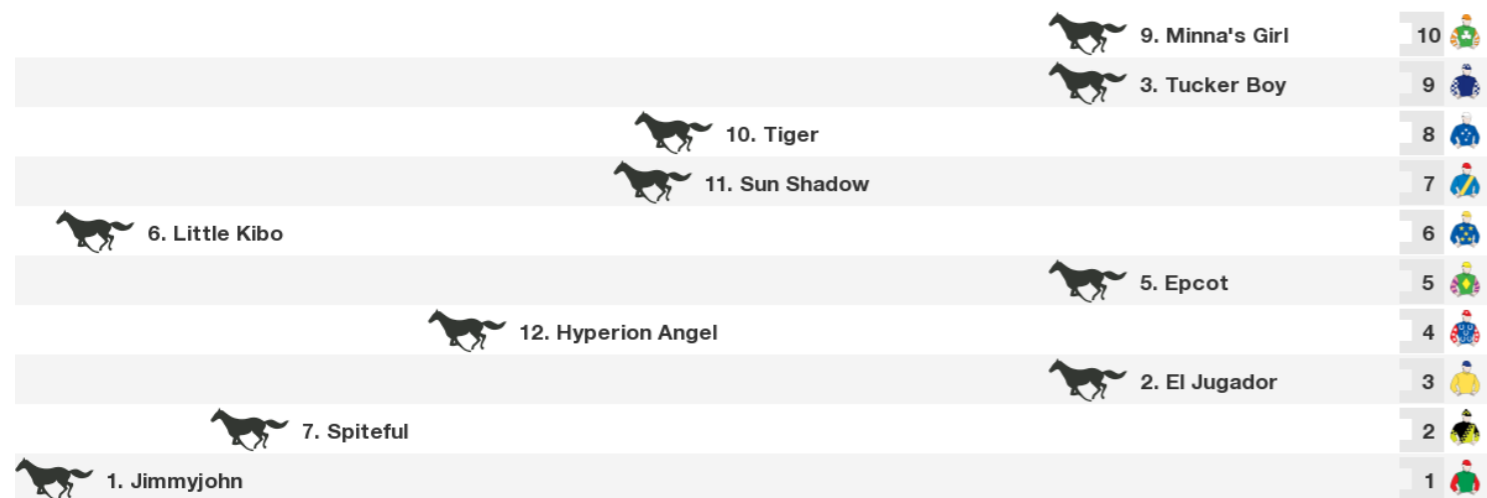 9. Minna's Girl 10
3. Tucker Boy 9
10. Tiger 8
11. Sun Shadow 7
6. Little Kibo 6
5. Epcot 5
12. Hyperion Angel 4
2. El Jugador 3
7. Spiteful 2
1. Jimmyjohn 1